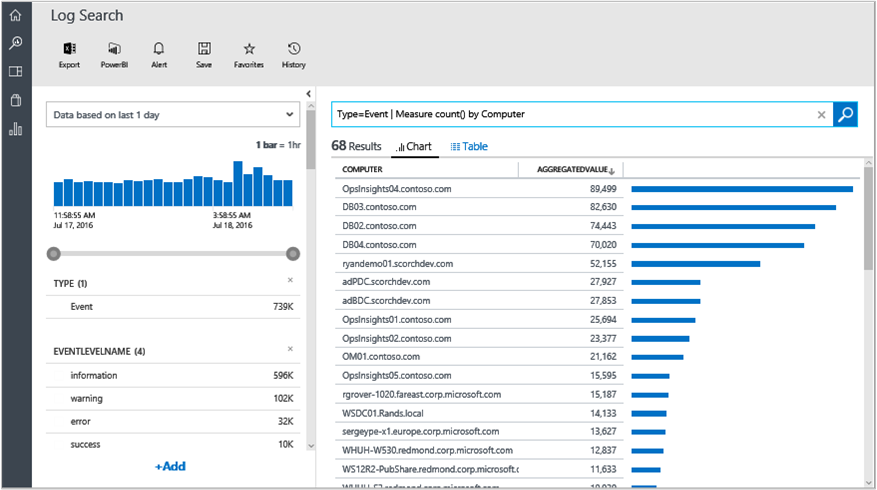 Log Search
Export PowerBI Alert Save Favorites History
Data based on last 1 day
1 bar = 1hr
11:58:55 AM 3:58:55 AM
Jul 17, 2016 Jul 18, 2016
TYPE (1)
Event 739K
EVENTLEVELNAME (4)
information 596K
warning 102K
error 32K
success 10K
+Add
Type=Event | Measure count() by Computer
68 Results Chart Table
COMPUTER AGGREGATEDVALUE
OpsInsights04.contoso.com 89,499
DB03.contoso.com 82,630
DB02.contoso.com 74,443
DB04.contoso.com 70,020
ryandemo01.scorchdev.com 52,155
adPDC.scorchdev.com 27,927
adBDC.scorchdev.com 27,853
OpsInsights01.contoso.com 25,694
OpsInsights02.contoso.com 23,377
OM01.contoso.com 21,162
OpsInsights05.contoso.com 15,595
rgrover-1020.fareast.corp.microsoft.com 15,187
WSDC01.Rands.local 14,133
sergeype-x1.europe.corp.microsoft.com 13,627
WHUH-W530.redmond.corp.microsoft.com 12,837
WS12R2-PubShare.redmond.corp.microsoft.c 11,633